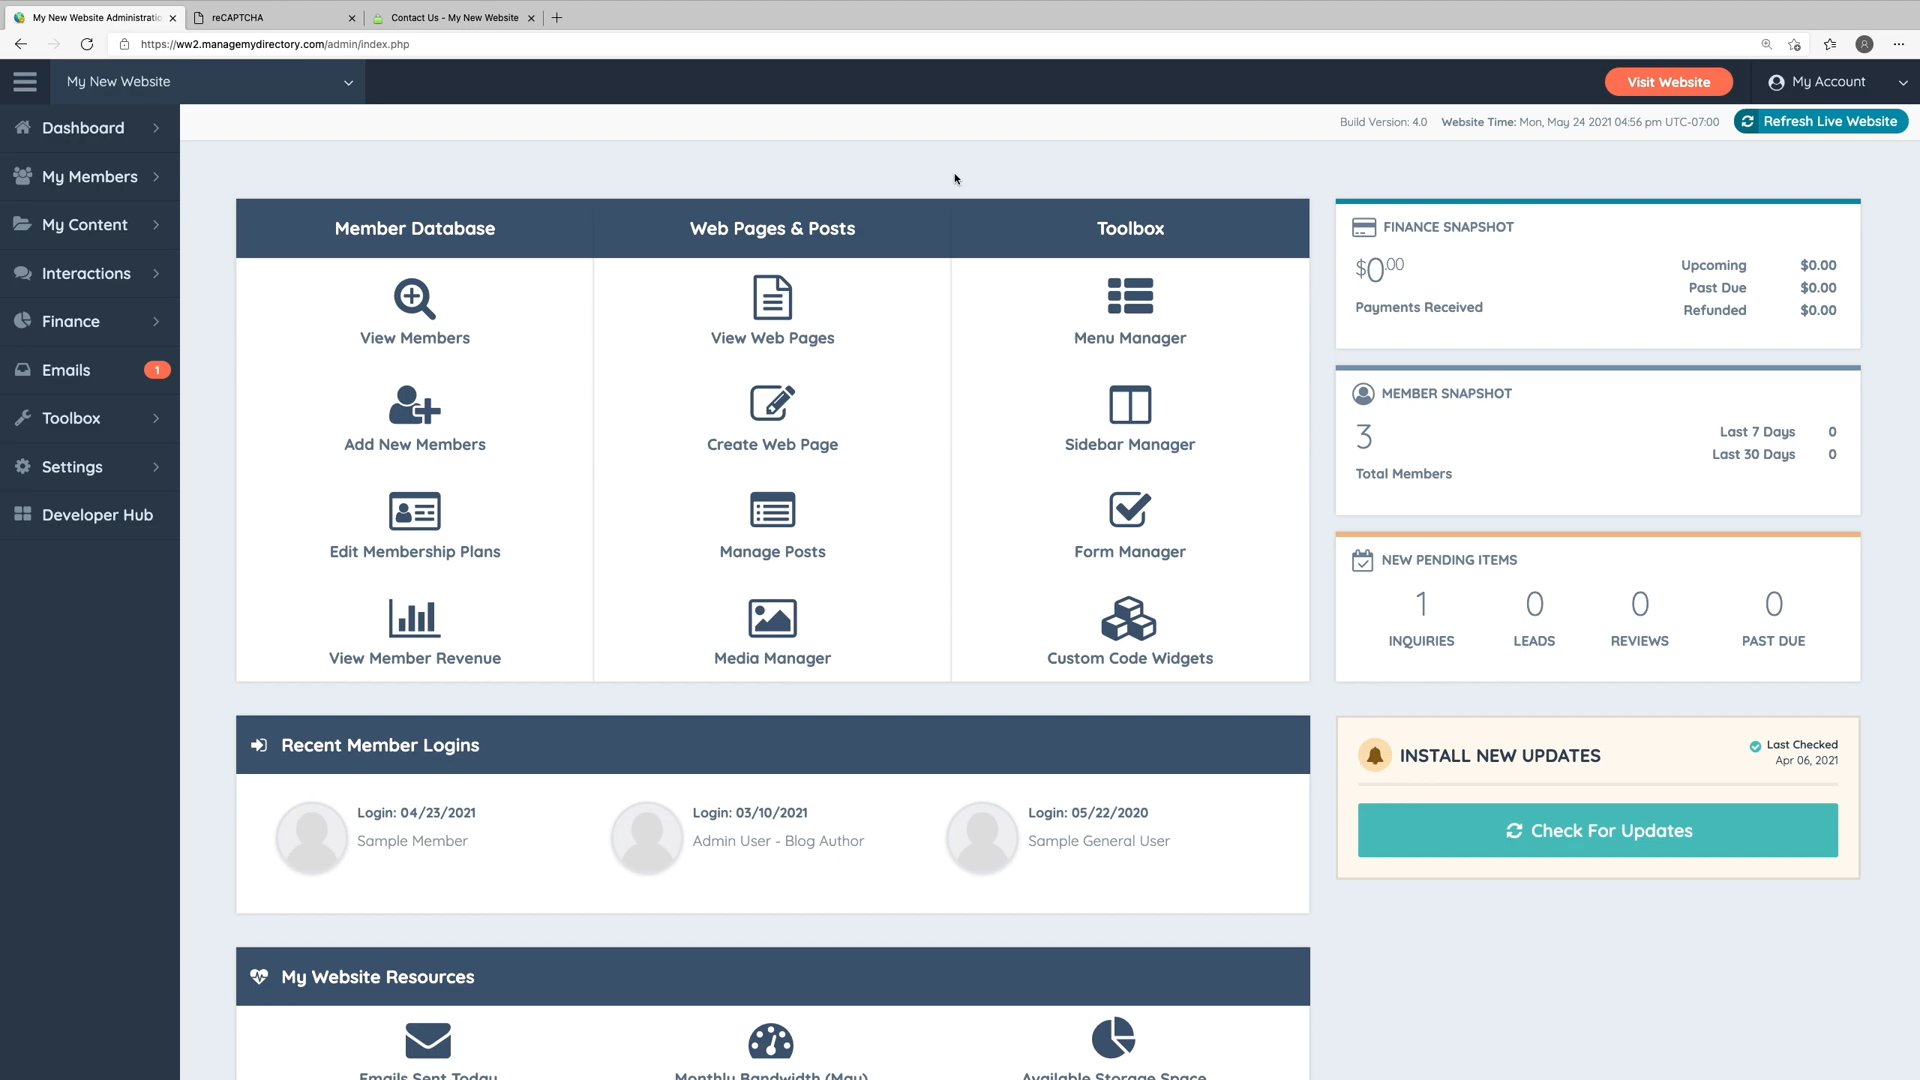 My New Website Administratio
reCAPTCHA
Contact Us - My New Website
https://ww2.managemydirectory.com/admin/index.php
My New Website
Visit Website
My Account
Build Version: 4.0 Website Time: Mon, May 24 2021 04:56 pm UTC-07:00
Refresh Live Website
Dashboard
My Members
My Content
Interactions
Finance
Emails 1
Toolbox
Settings
Developer Hub
Member Database
Web Pages & Posts
Toolbox
View Members
View Web Pages
Menu Manager
Add New Members
Create Web Page
Sidebar Manager
Edit Membership Plans
Manage Posts
Form Manager
View Member Revenue
Media Manager
Custom Code Widgets
FINANCE SNAPSHOT
$0.00
Payments Received
Upcoming $0.00
Past Due $0.00
Refunded $0.00
MEMBER SNAPSHOT
3
Total Members
Last 7 Days 0
Last 30 Days 0
NEW PENDING ITEMS
1 0 0 0
INQUIRIES LEADS REVIEWS PAST DUE
Recent Member Logins
Login: 04/23/2021
Sample Member
Login: 03/10/2021
Admin User - Blog Author
Login: 05/22/2020
Sample General User
INSTALL NEW UPDATES
Last Checked
Apr 06, 2021
Check For Updates
My Website Resources
Emails Sent Today
Monthly Bandwidth (May)
Available Storage Space